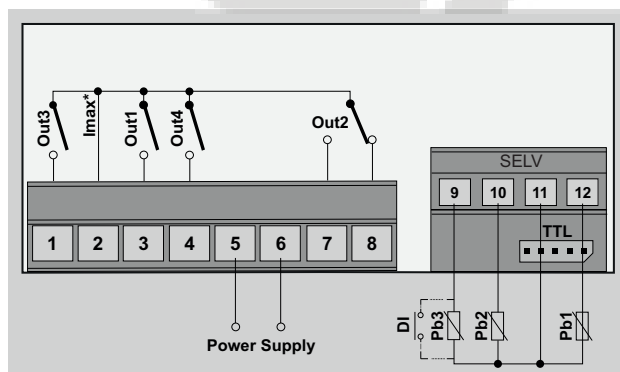 Out3
Imax*
Out1
Out4
Out2
SELV
9 10 11 12
TTL
1 2 3 4 5 6 7 8
DI
Pb3
Pb2
Pb1
Power Supply